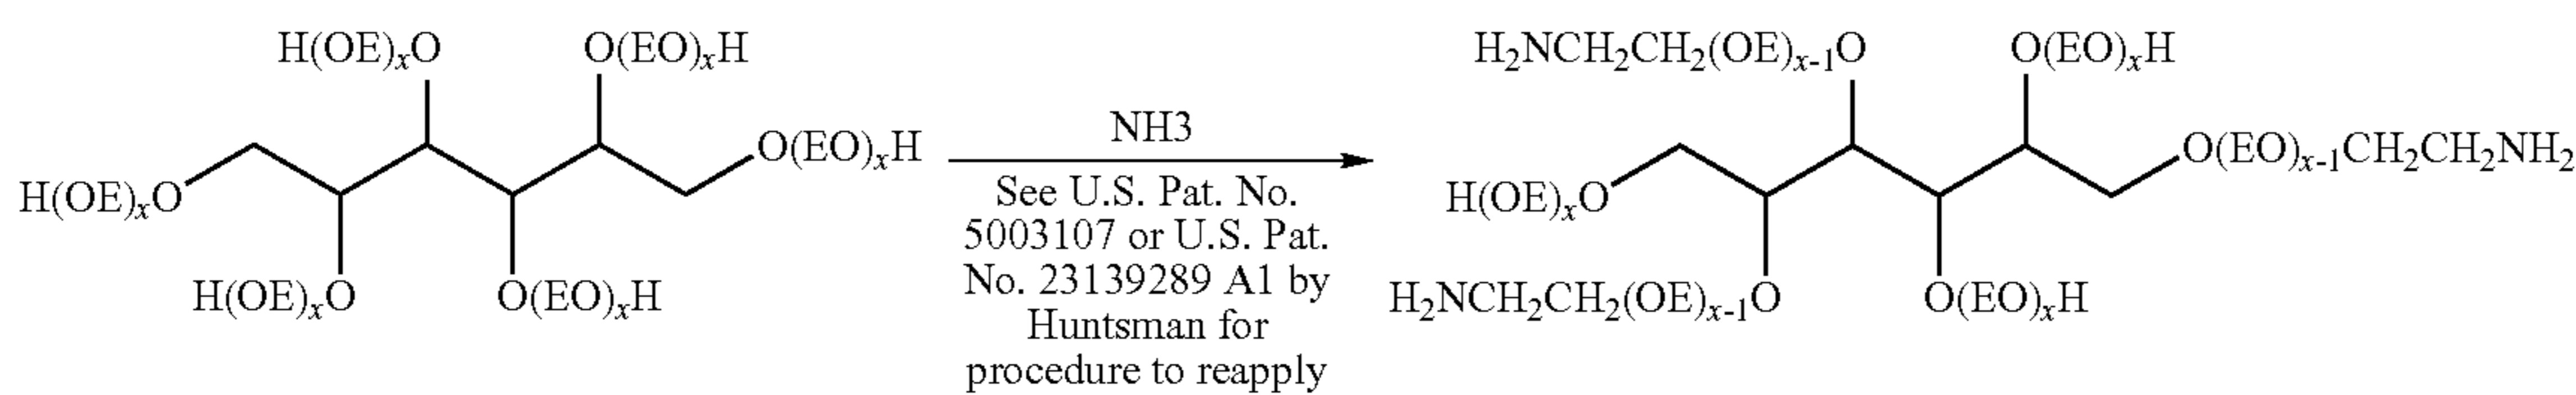 H(OE)xO
O(EO)xH
O(EO)xH
H(OE)xO
H(OE)xO
O(EO)xH
NH3
See U.S. Pat. No.
5003107 or U.S. Pat.
No. 23139289 A1 by
Huntsman for
procedure to reapply
H2NCH2CH2(OE)x-1O
O(EO)xH
O(EO)x-1CH2CH2NH2
H(OE)xO
H2NCH2CH2(OE)x-1O
O(EO)xH